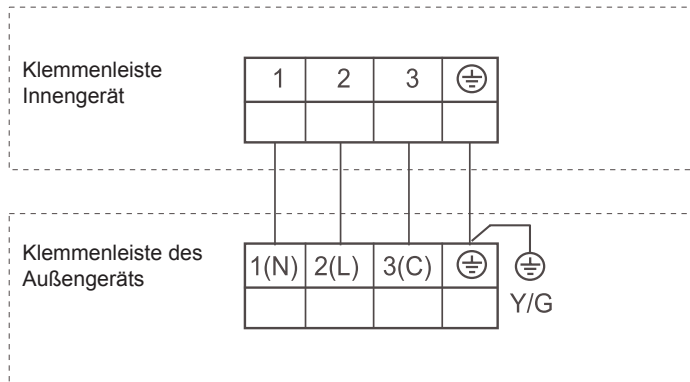 Klemmenleiste
Innengerät
1 2 3
Klemmenleiste des
Außengeräts
1(N) 2(L) 3(C)
Y/G